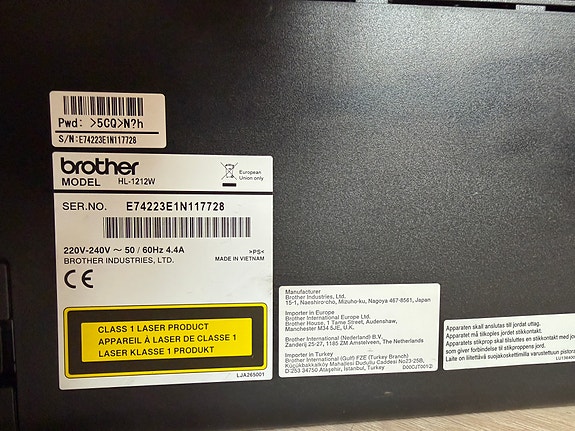 Pwd: >5CQ>N?h
S/N:E74223E1N117728
brother
MODEL HL-1212W
European
Union only
SER.NO. E74223E1N117728
220V-240V ~ 50 / 60Hz 4.4A
>PS<
BROTHER INDUSTRIES, LTD.
MADE IN VIETNAM
CE
CLASS 1 LASER PRODUCT
APPAREIL À LASER DE CLASSE 1
LASER KLASSE 1 PRODUKT
LJA265001
Manufacturer
Brother Industries, Ltd.
15-1, Naeshiro-cho, Mizuho-ku, Nagoya 467-8561, Japan
Importer in Europe
Brother International Europe Ltd.
Brother House, 1 Tame Street, Audenshaw,
Manchester M34 5JE, U.K.
Brother International (Nederland) B.V.
Zanderij 25-27, 1185 ZM Amstelveen, The Netherlands
Importer in Turkey
Brother International (Gulf) FZE (Turkey Branch)
Küçükbakkalköy Mahallesi Dudullu Caddesi No:23-25B,
D:253 34750 Ataşehir, İstanbul, Turkey
Apparaten skall anslutas till jordat uttag.
Apparatet må tilkoples jordet stikkontakt.
Apparatets stikprop skal tilsluttes en stikkontakt med jord
som giver forbindelse til stikproppens jord.
Laite on liitettävä suojakoskettimilla varustettuun pistora